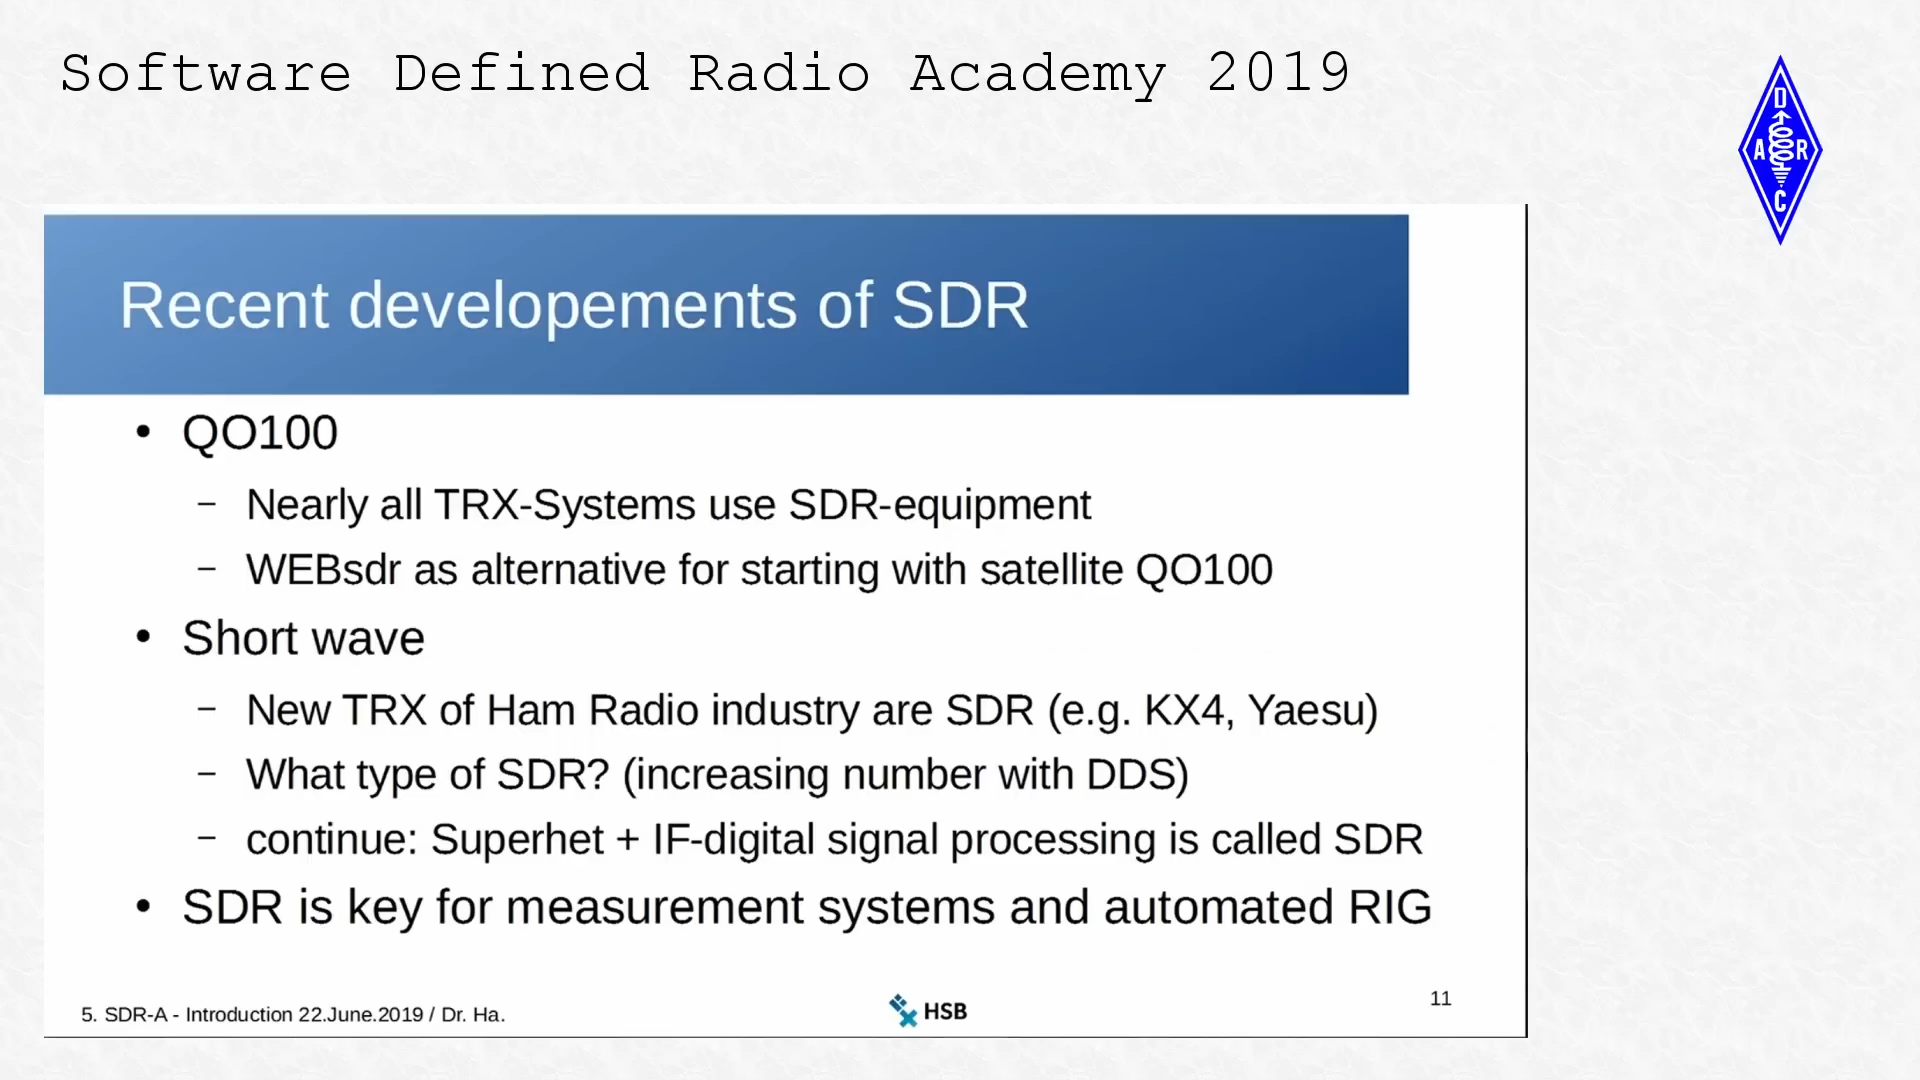 Software Defined Radio Academy 2019
D
A R
C
Recent developements of SDR
• QO100
– Nearly all TRX-Systems use SDR-equipment
– WEBsdr as alternative for starting with satellite QO100
• Short wave
– New TRX of Ham Radio industry are SDR (e.g. KX4, Yaesu)
– What type of SDR? (increasing number with DDS)
– continue: Superhet + IF-digital signal processing is called SDR
• SDR is key for measurement systems and automated RIG
5. SDR-A - Introduction 22.June.2019 / Dr. Ha.
HSB
11